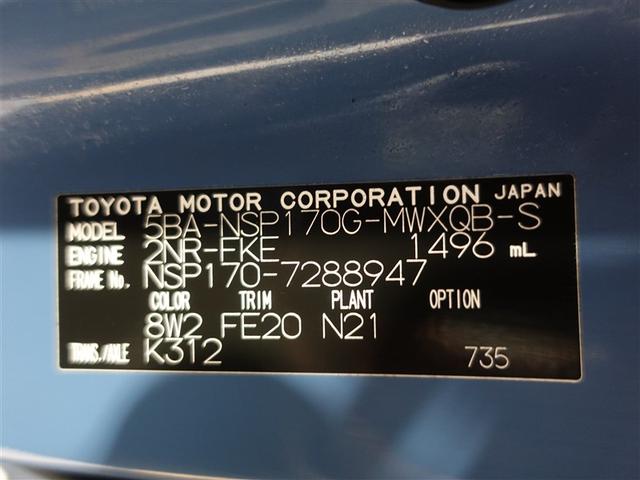 TOYOTA MOTOR CORPORATION JAPAN
MODEL 5BA-NSP170G-MWXQB-S
ENGINE 2NR-FKE 1496 mL
FRAME No. NSP170-7288947
COLOR TRIM PLANT OPTION
8W2 FE20 N21
TRANS./AXLE K312 735